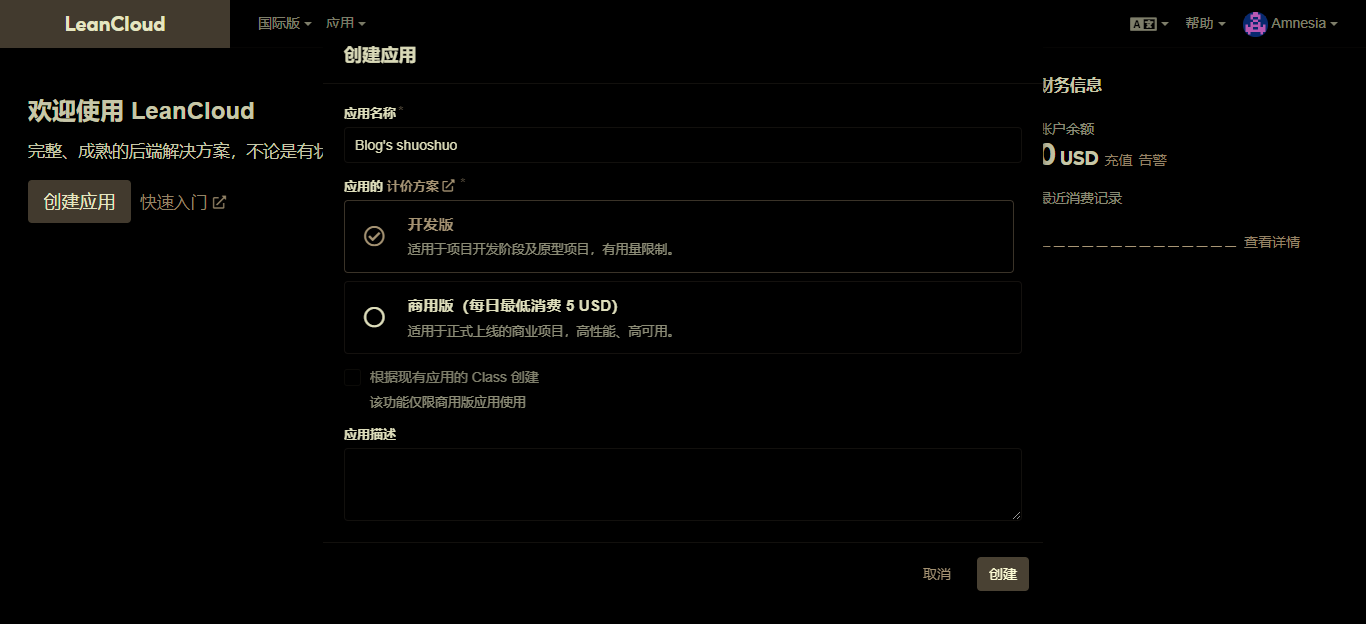 LeanCloud
国际版 应用
帮助 Amnesia
创建应用
欢迎使用 LeanCloud
完整、成熟的后端解决方案，不论是有
创建应用 快速入门
应用名称*
Blog's shuoshuo
应用的 计价方案 *
开发版
适用于项目开发阶段及原型项目，有用量限制。
商用版（每日最低消费 5 USD）
适用于正式上线的商业项目，高性能、高可用。
根据现有应用的 Class 创建
该功能仅限商用版应用使用
应用描述
取消 创建
财务信息
账户余额
0 USD 充值 告警
最近消费记录
查看详情